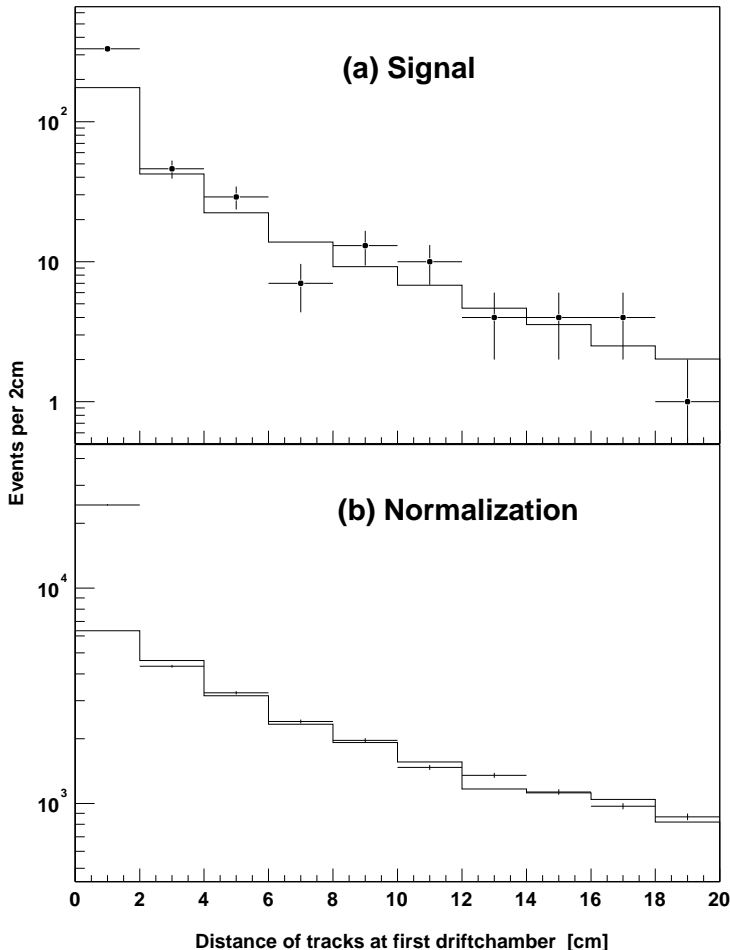 (a) Signal
10²
10
1
Events per 2cm
(b) Normalization
10⁴
10³
0 2 4 6 8 10 12 14 16 18 20
Distance of tracks at first driftchamber [cm]